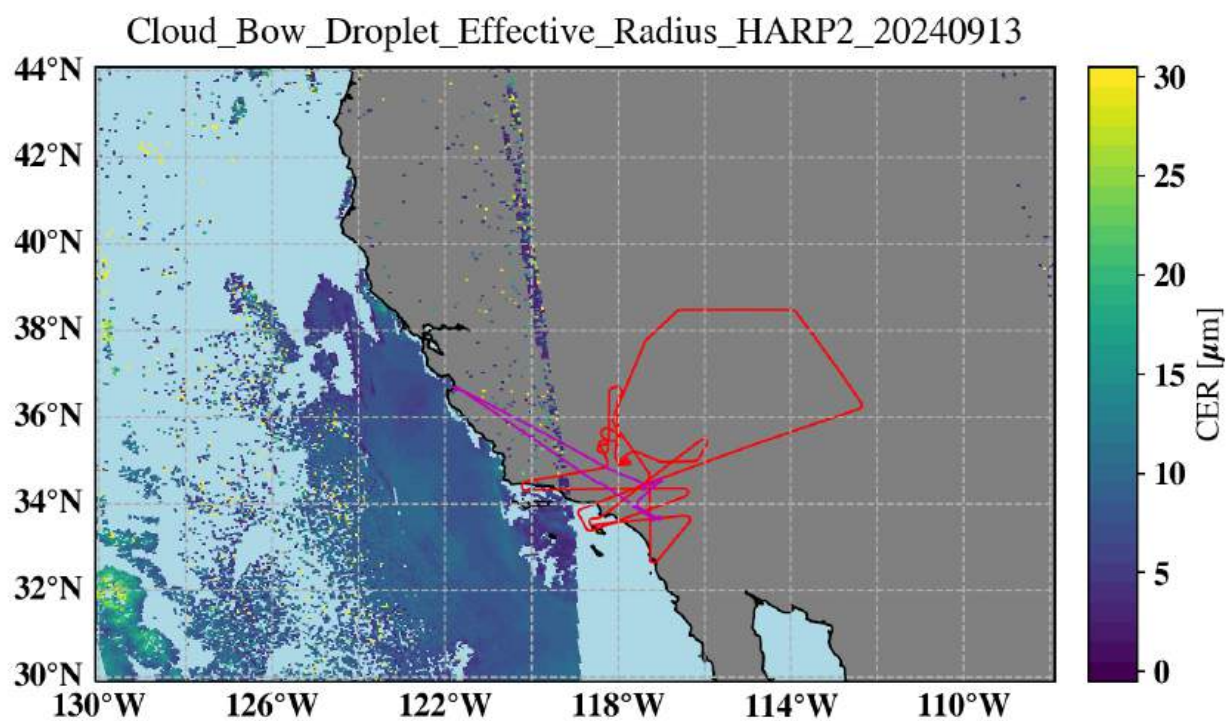 Cloud_Bow_Droplet_Effective_Radius_HARP2_20240913
44°N
42°N
40°N
38°N
36°N
34°N
32°N
30°N
130°W
126°W
122°W
118°W
114°W
110°W
30
25
20
15
10
5
0
CER [μm]